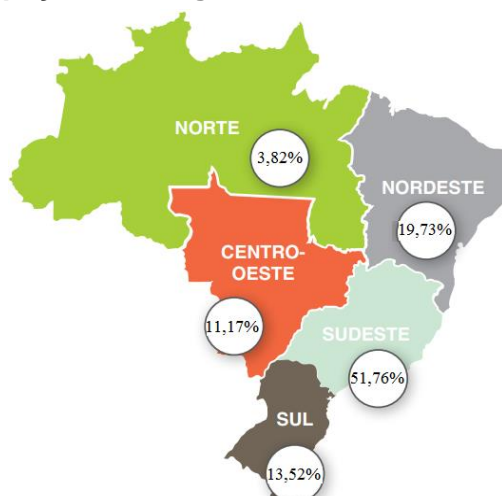 NORTE
3,82%
NORDESTE
19,73%
CENTRO-
OESTE
11,17%
SUDESTE
51,76%
SUL
13,52%